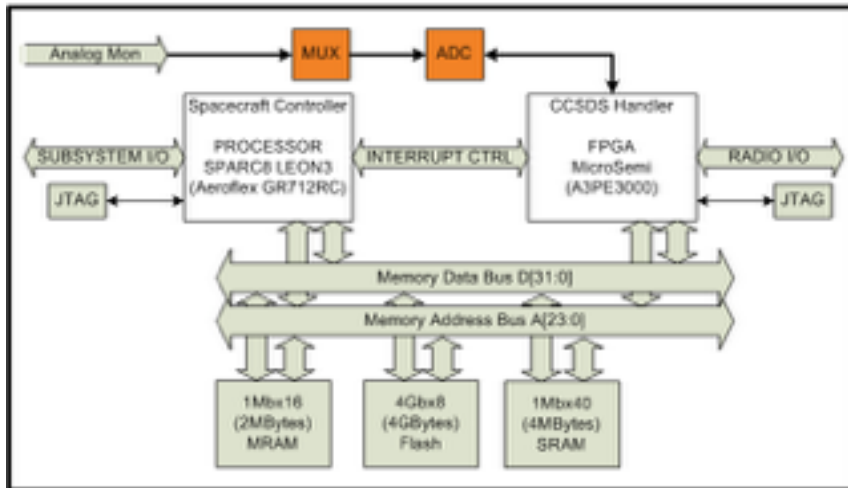 Analog Mon
MUX
ADC
Spacecraft Controller
PROCESSOR
SPARC8 LEON3
(Aeroflex GR712RC)
CCSDS Handler
FPGA
MicroSemi
(A3PE3000)
SUBSYSTEM I/O
INTERRUPT CTRL
RADIO I/O
JTAG
JTAG
Memory Data Bus D[31:0]
Memory Address Bus A[23:0]
1Mbx16
(2MBytes)
MRAM
4Gbx8
(4GBytes)
Flash
1Mbx40
(4MBytes)
SRAM